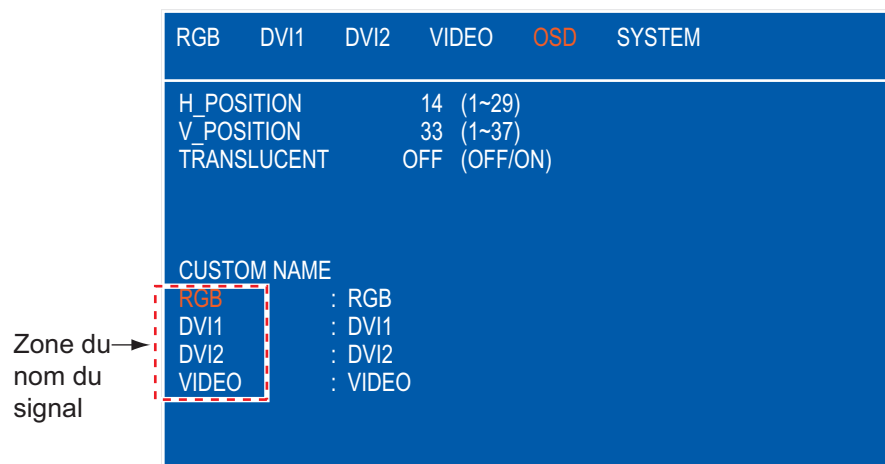 RGB DVI1 DVI2 VIDEO OSD SYSTEM
H_POSITION 14 (1~29)
V_POSITION 33 (1~37)
TRANSLUCENT OFF (OFF/ON)
CUSTOM NAME
RGB : RGB
DVI1 : DVI1
DVI2 : DVI2
VIDEO : VIDEO
Zone du
nom du
signal